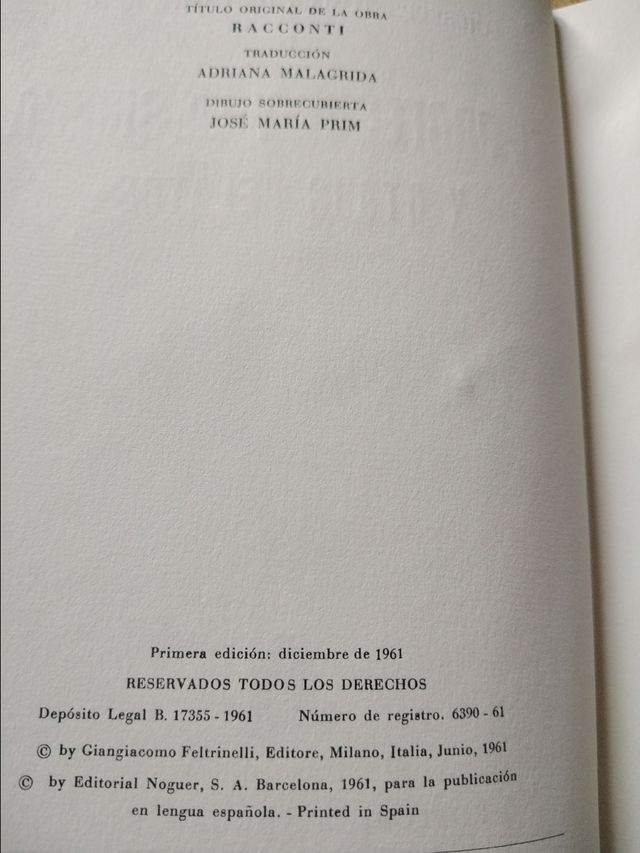 TÍTULO ORIGINAL DE LA OBRA
RACCONTI
TRADUCCIÓN
ADRIANA MALAGRIDA
DIBUJO SOBRECUBIERTA
JOSÉ MARÍA PRIM
Primera edición: diciembre de 1961
RESERVADOS TODOS LOS DERECHOS
Depósito Legal B. 17355 - 1961 Número de registro. 6390 - 61
© by Giangiacomo Feltrinelli, Editore, Milano, Italia, Junio, 1961
© by Editorial Noguer, S. A. Barcelona, 1961, para la publicación
en lengua española. - Printed in Spain